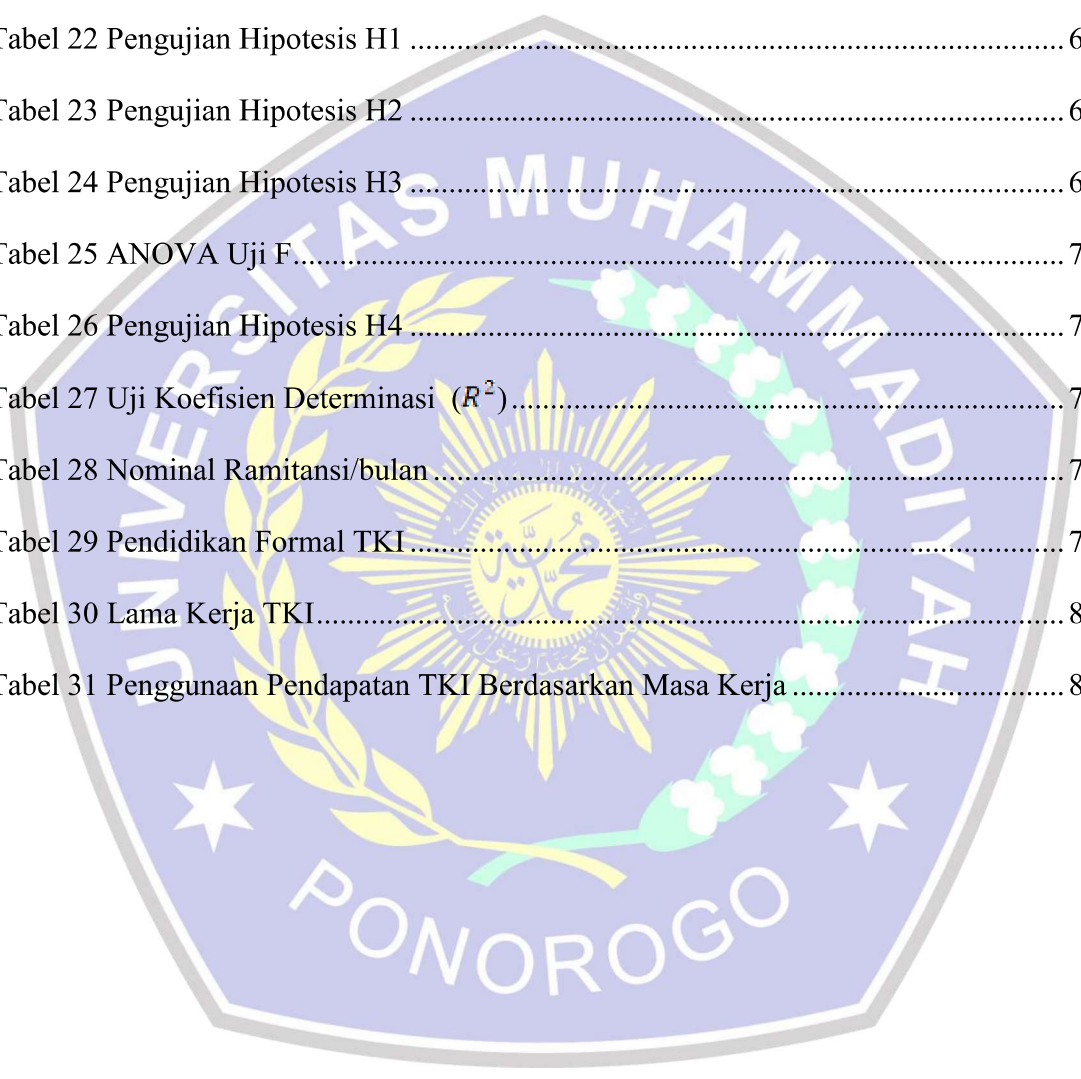 Tabel 22 Pengujian Hipotesis H1 ........................................................................ 6
Tabel 23 Pengujian Hipotesis H2 ........................................................................ 6
Tabel 24 Pengujian Hipotesis H3 ........................................................................ 6
Tabel 25 ANOVA Uji F ........................................................................ 7
Tabel 26 Pengujian Hipotesis H4 ........................................................................ 7
Tabel 27 Uji Koefisien Determinasi (R²) ........................................................................ 7
Tabel 28 Nominal Ramitansi/bulan ........................................................................ 7
Tabel 29 Pendidikan Formal TKI ........................................................................ 7
Tabel 30 Lama Kerja TKI ........................................................................ 8
Tabel 31 Penggunaan Pendapatan TKI Berdasarkan Masa Kerja ........................................................................ 8
UNIVERSITAS MUHAMMADIYAH
PONOROGO
محمدية